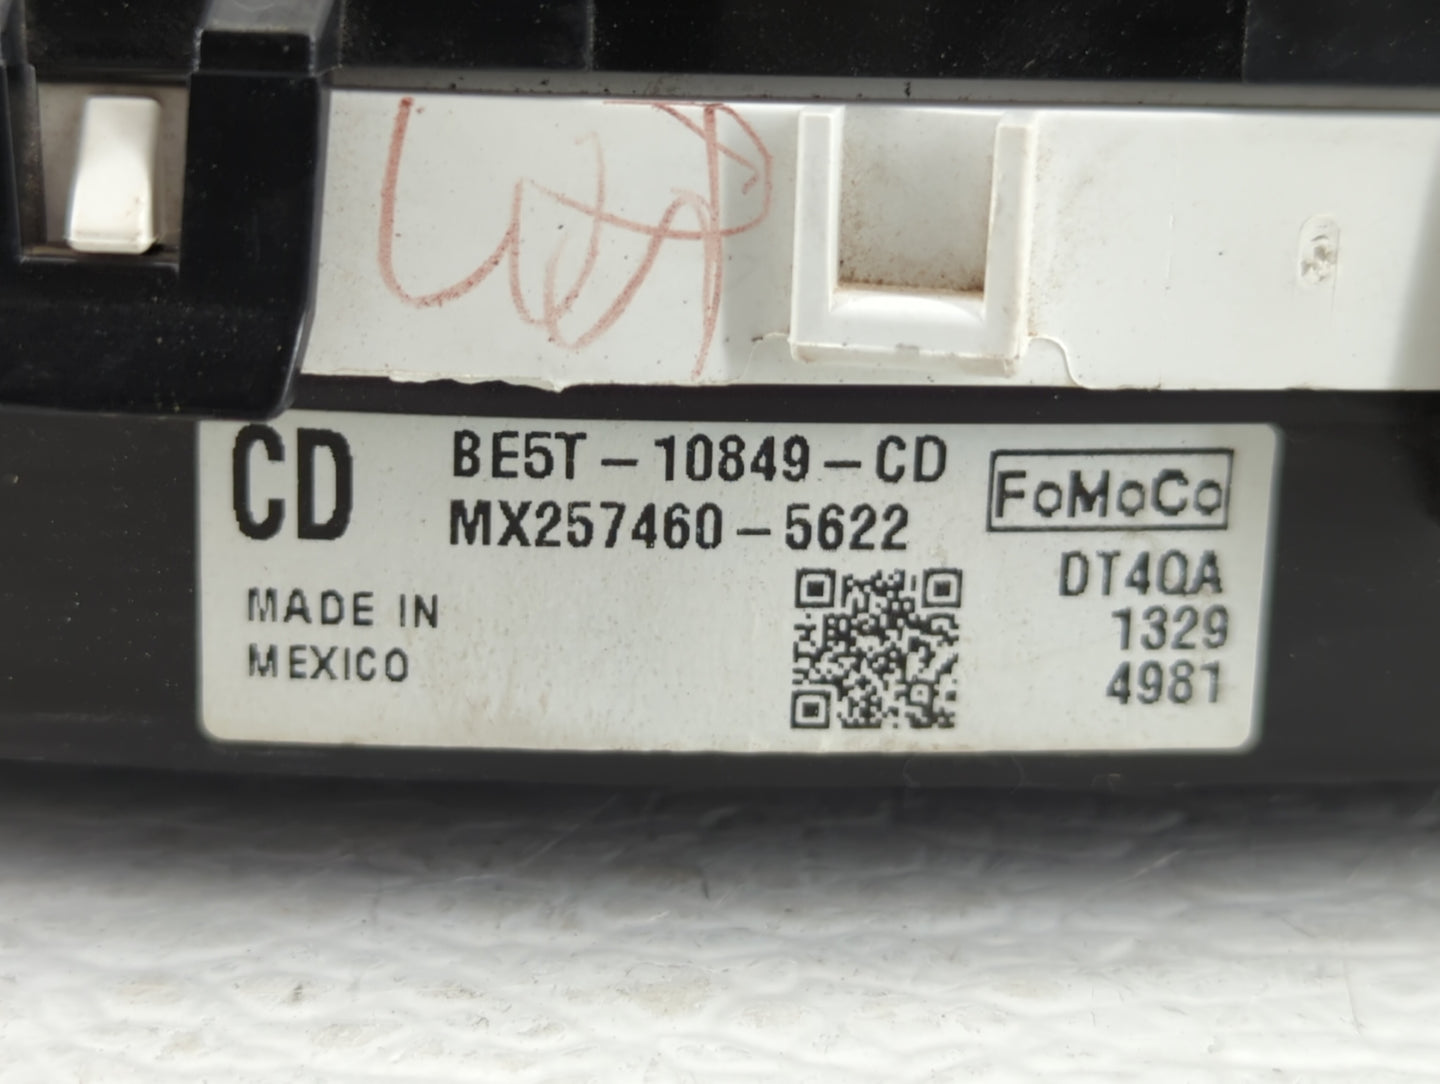 CD
BE5T-10849-CD
MX257460-5622
FoMoCo
DT4QA
1329
4981
MADE IN
MEXICO